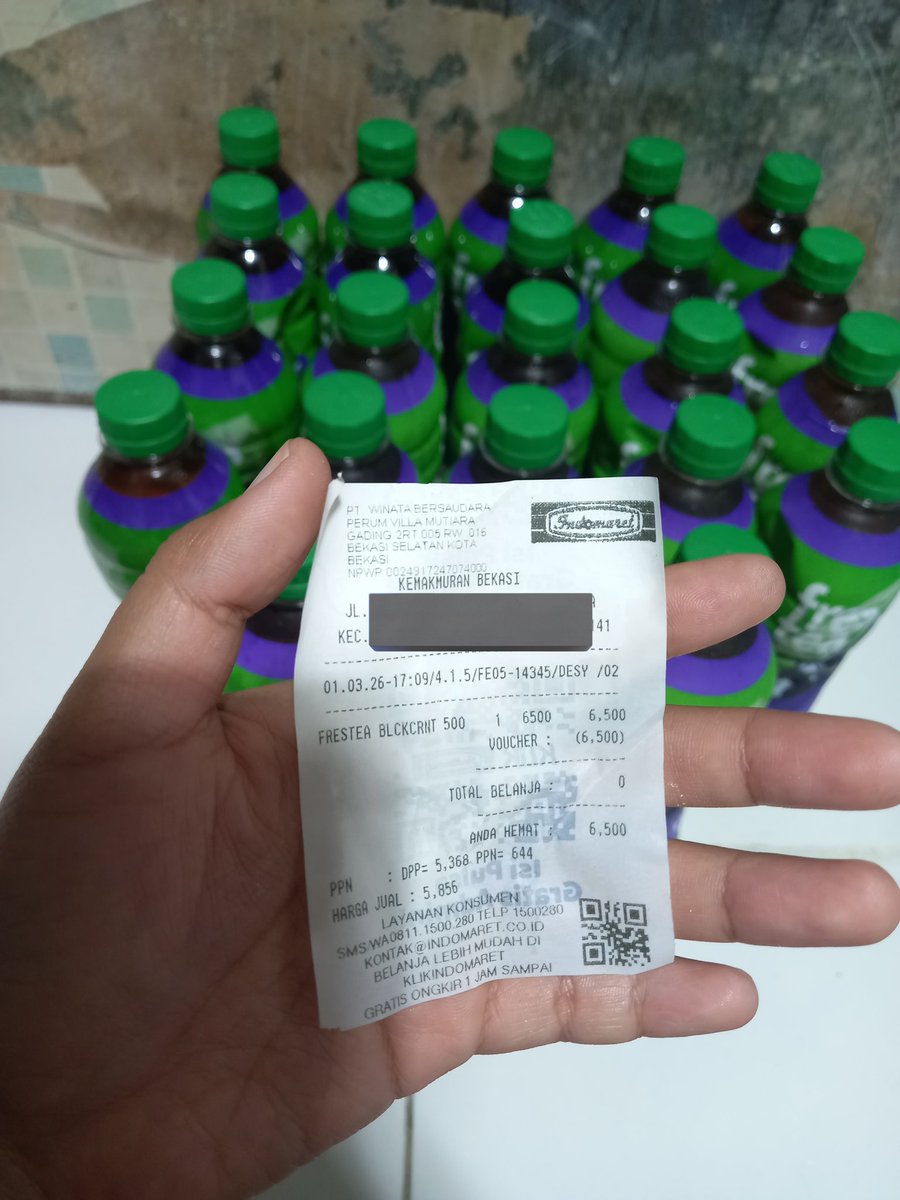 PT. WINATA BERSAUDARA
PERUM VILLA MUTIARA
GADING 2RT 005 RW 016
BEKASI SELATAN KOTA
BEKASI
NPWP 0024917247074000
Indomaret
KEMAKMURAN BEKASI
JL. A
KEC. 141
01.03.26-17:09/4.1.5/FE05-14345/DESY /02
FRESTEA BLCKCRNT 500 1 6500 6,500
VOUCHER : (6,500)
TOTAL BELANJA : 0
ANDA HEMAT : 6,500
PPN : DPP= 5,368 PPN= 644
HARGA JUAL : 5,856
LAYANAN KONSUMEN
SMS/WA0811.1500.280 TELP 1500280
KONTAK@INDOMARET.CO.ID
BELANJA LEBIH MUDAH DI
KLIKINDOMARET
GRATIS ONGKIR 1 JAM SAMPAI